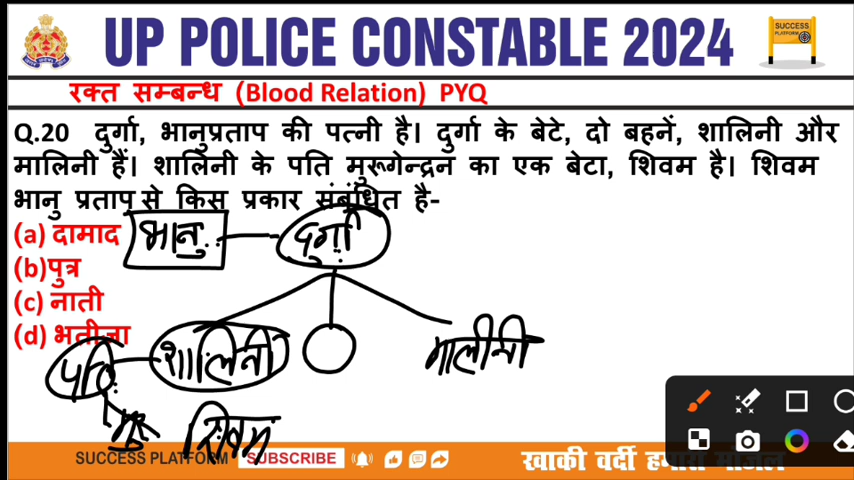 UP POLICE CONSTABLE 2024
SUCCESS
PLATFORM
रक्त सम्बन्ध (Blood Relation) PYQ
Q.20 दुर्गा, भानुप्रताप की पत्नी है। दुर्गा के बेटे, दो बहनें, शालिनी और
मालिनी हैं। शालिनी के पति मुरूगेन्द्रन का एक बेटा, शिवम है। शिवम
भानु प्रताप से किस प्रकार संबंधित है-
(a) दामाद
(b)पुत्र
(c) नाती
(d) भतीजा
भानु
दुर्गा
पति
शालिनी
मालीनी
शिवम
SUCCESS PLATFORM SUBSCRIBE
खाकी वर्दी हमारी मंजिल